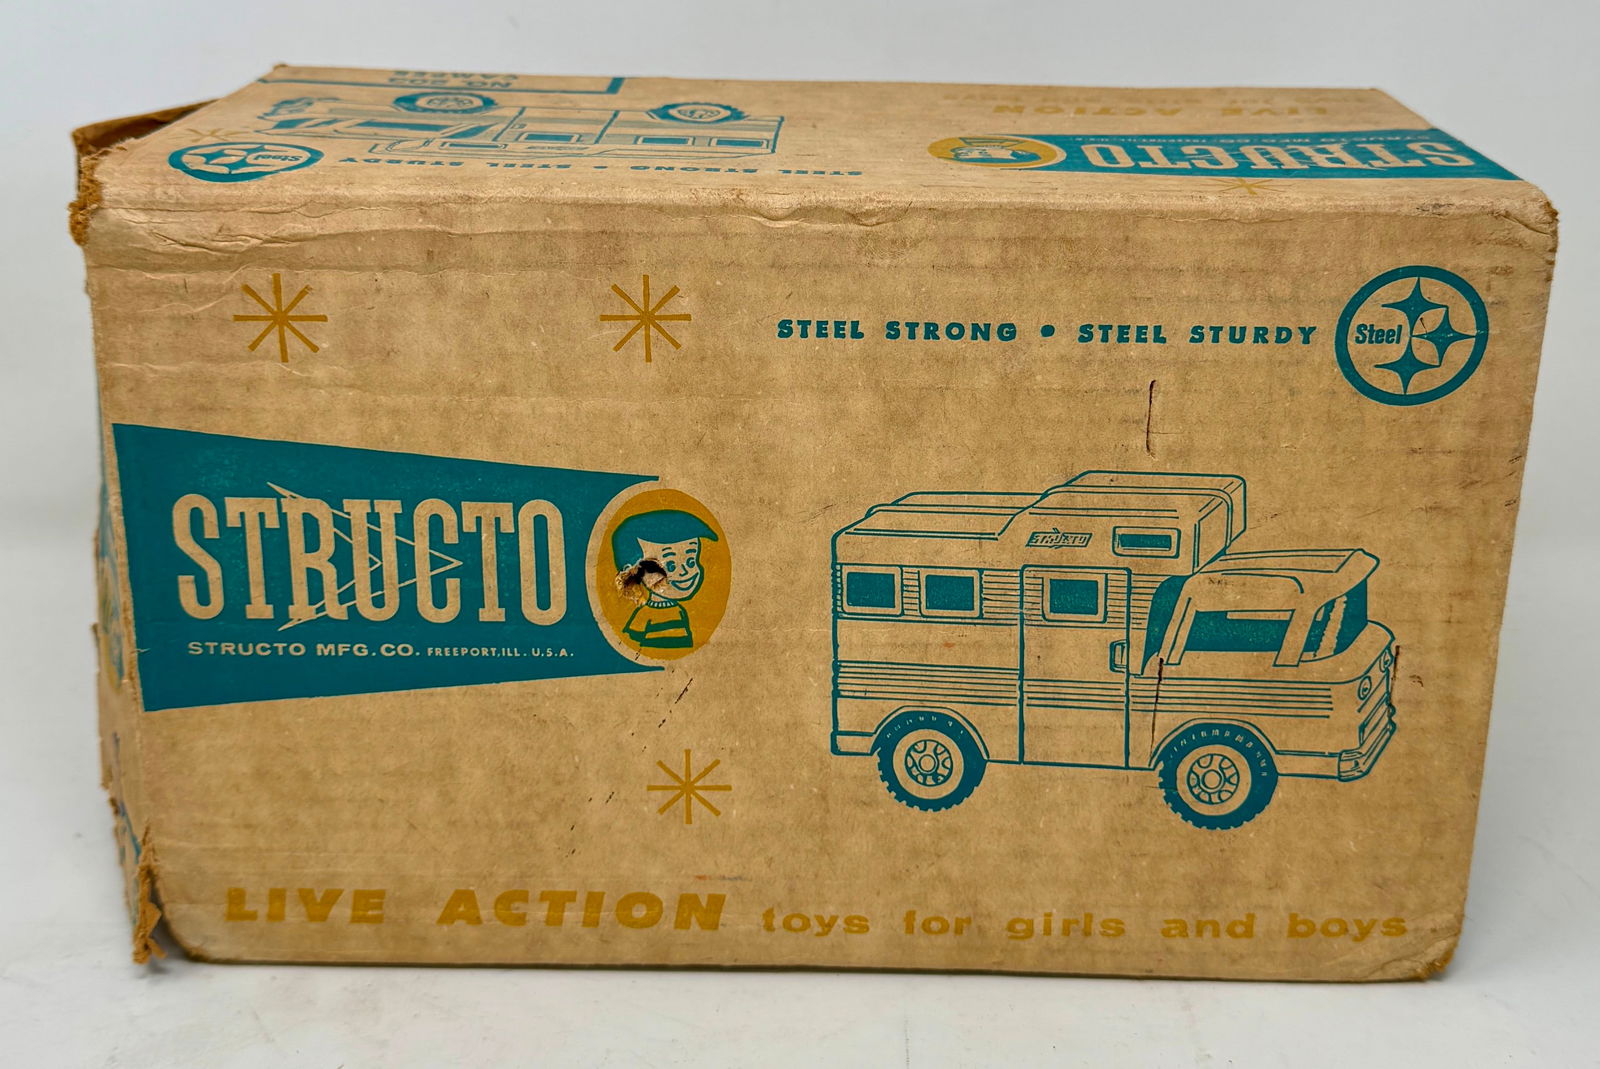 CAMPER
STEEL STRONG • STEEL STURDY
Steel
LIVE ACTION
STRUCTO
STEEL STRONG • STEEL STURDY
Steel
STRUCTO
STRUCTO
STRUCTO MFG.CO. FREEPORT, ILL. U.S.A.
LIVE ACTION toys for girls and boys